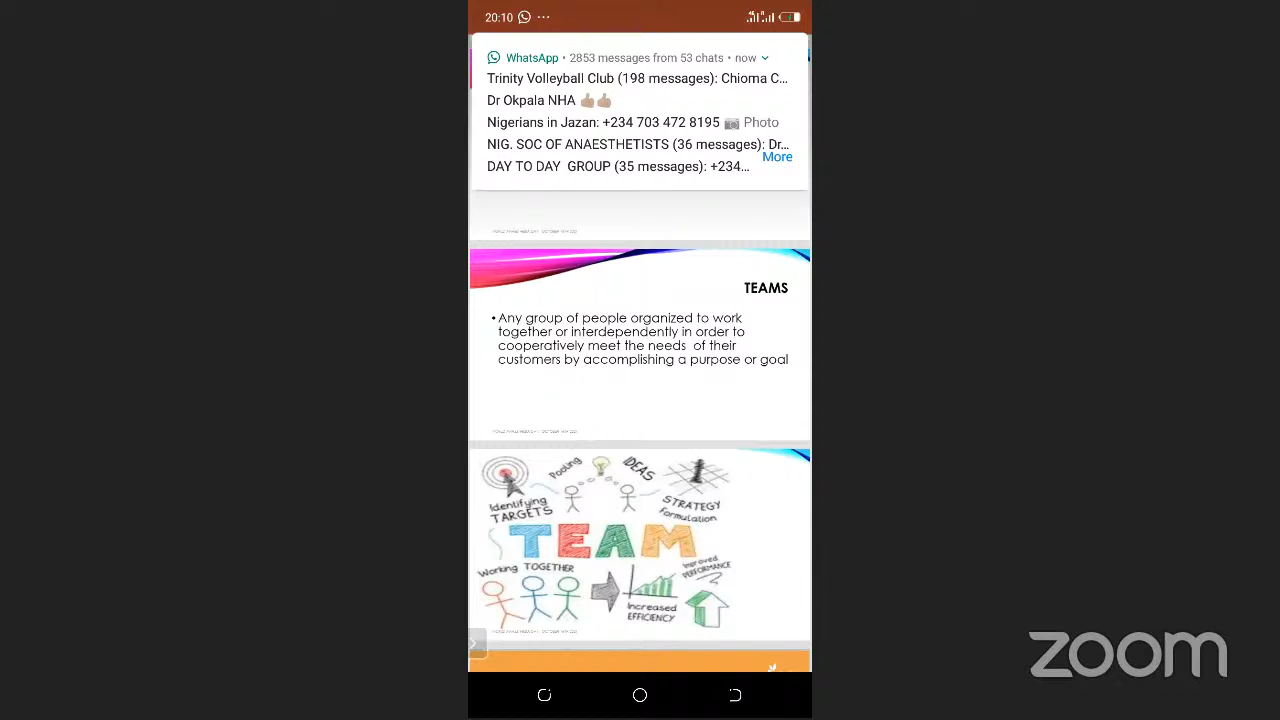 20:10
WhatsApp • 2853 messages from 53 chats • now
Trinity Volleyball Club (198 messages): Chioma C...
Dr Okpala NHA 👍🏼👍🏼
Nigerians in Jazan: +234 703 472 8195 📷 Photo
NIG. SOC OF ANAESTHETISTS (36 messages): Dr...
More
DAY TO DAY GROUP (35 messages): +234...
TEAMS
• Any group of people organized to work
together or interdependently in order to
cooperatively meet the needs of their
customers by accomplishing a purpose or goal
Pooling
IDEAS
Identifying
TARGETS
STRATEGY
Formulation
TEAM
Working TOGETHER
Improved
PERFORMANCE
Increased
EFFICIENCY
zoom